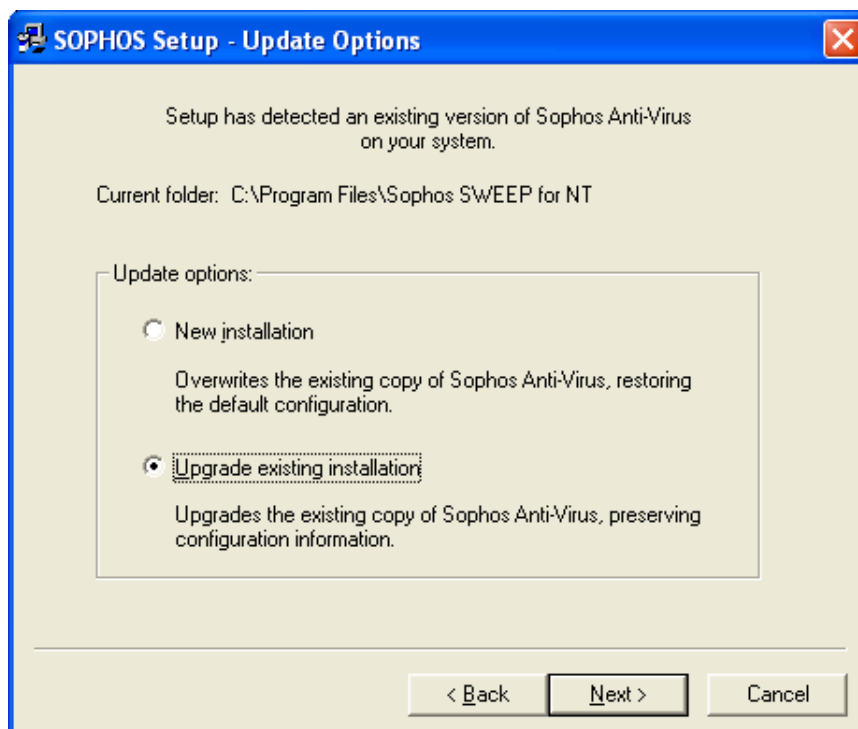 SOPHOS Setup - Update Options
Setup has detected an existing version of Sophos Anti-Virus
on your system.
Current folder: C:\Program Files\Sophos SWEEP for NT
Update options:
New installation
Overwrites the existing copy of Sophos Anti-Virus, restoring
the default configuration.
Upgrade existing installation
Upgrades the existing copy of Sophos Anti-Virus, preserving
configuration information.
< Back
Next >
Cancel